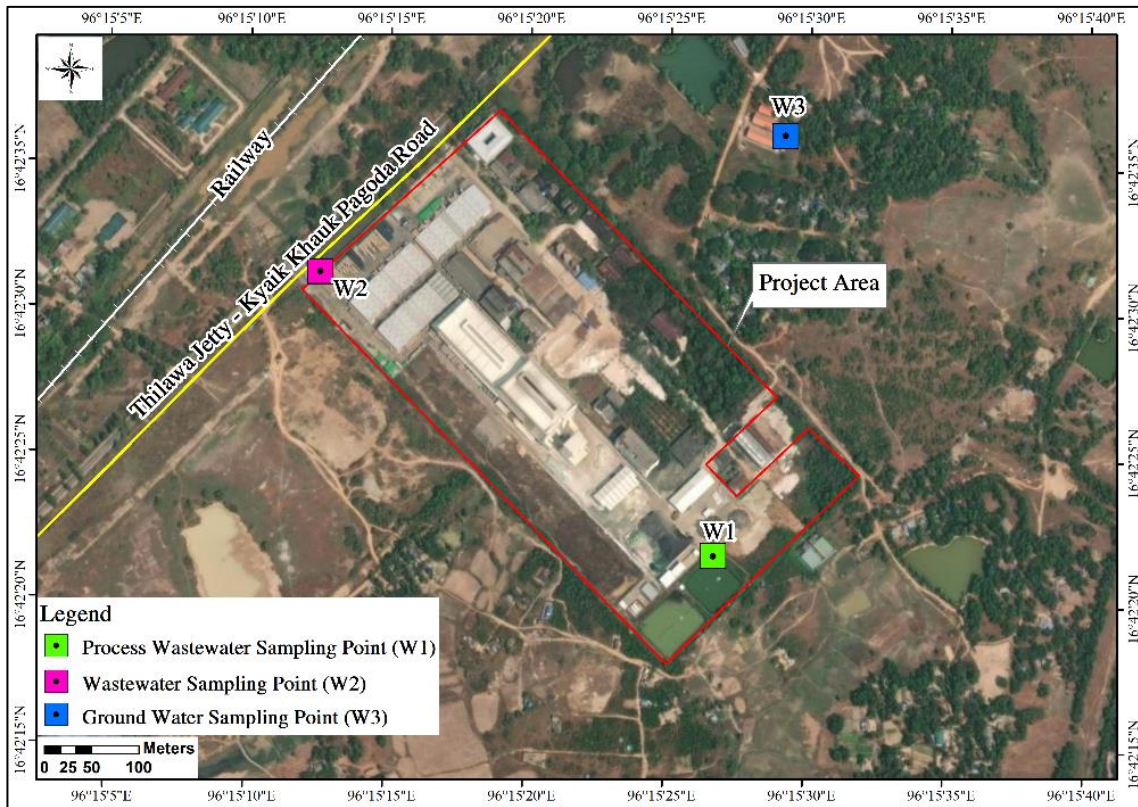 96°15'5"E 96°15'10"E 96°15'15"E 96°15'20"E 96°15'25"E 96°15'30"E 96°15'35"E 96°15'40"E
16°42'35"N
16°42'35"N
W3
Railway
Thilawa Jetty - Kyaik Khauk Pagoda Road
W2
Project Area
16°42'30"N
16°42'30"N
16°42'25"N
16°42'25"N
W1
16°42'20"N
16°42'20"N
Legend
Process Wastewater Sampling Point (W1)
Wastewater Sampling Point (W2)
Ground Water Sampling Point (W3)
16°42'15"N
16°42'15"N
Meters
0 25 50 100
96°15'5"E 96°15'10"E 96°15'15"E 96°15'20"E 96°15'25"E 96°15'30"E 96°15'35"E 96°15'40"E